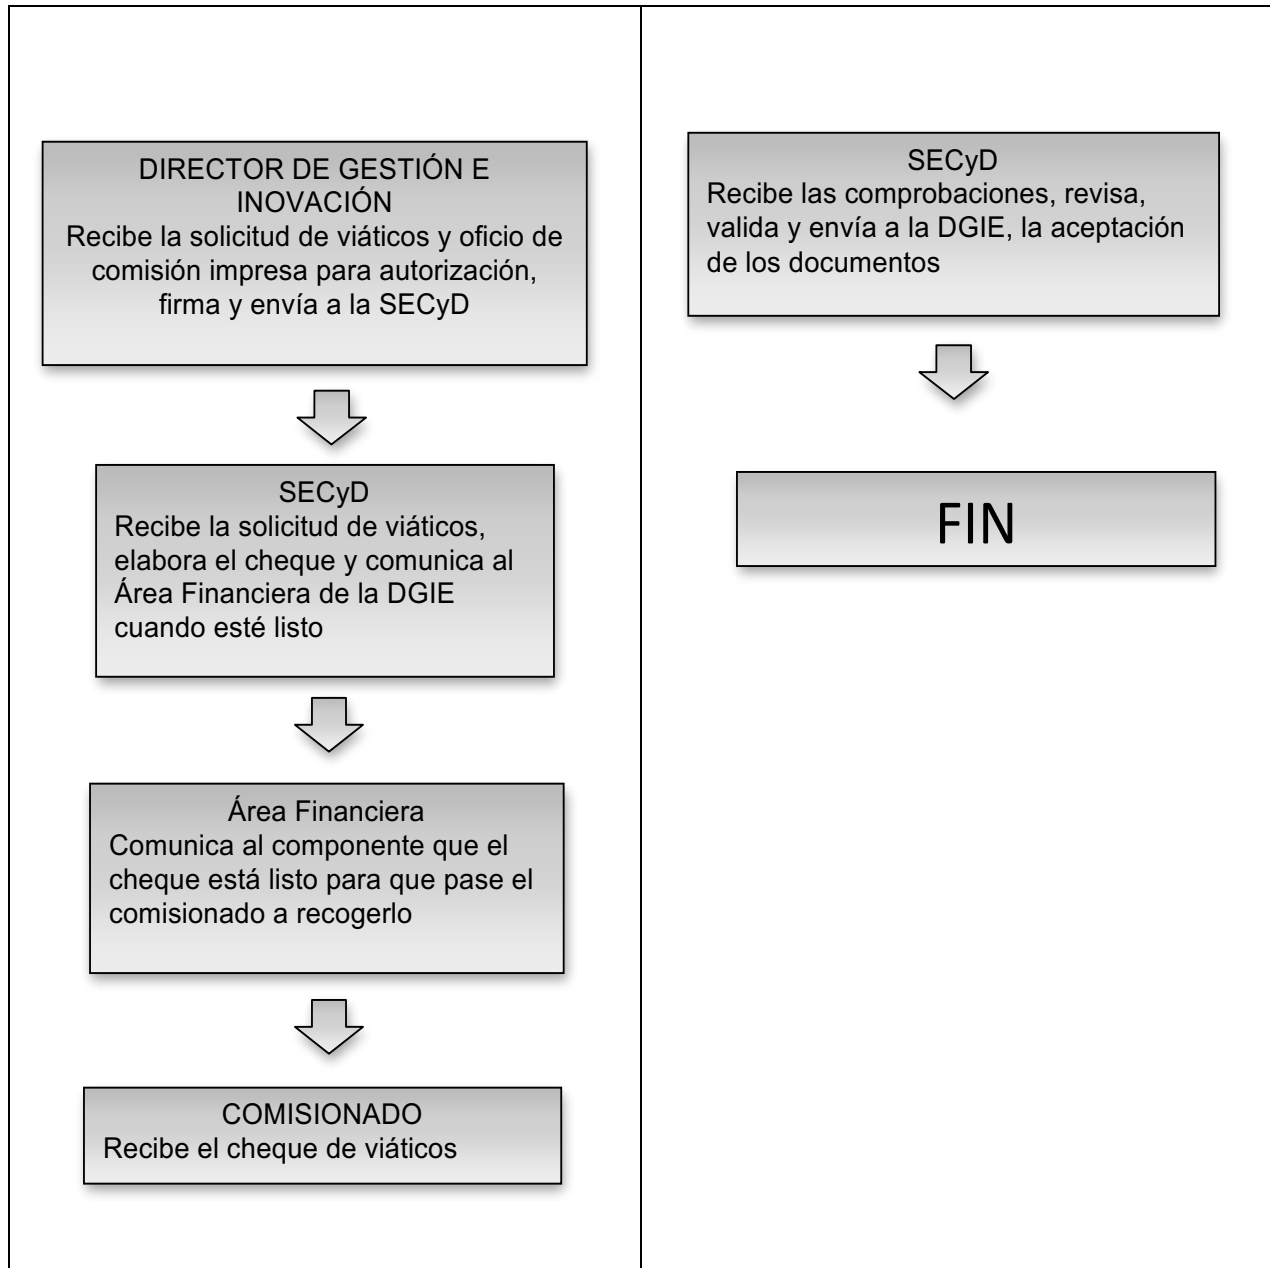 DIRECTOR DE GESTIÓN E
INOVACIÓN
Recibe la solicitud de viáticos y oficio de
comisión impresa para autorización,
firma y envía a la SECyD
SECyD
Recibe la solicitud de viáticos,
elabora el cheque y comunica al
Área Financiera de la DGIE
cuando esté listo
Área Financiera
Comunica al componente que el
cheque está listo para que pase el
comisionado a recogerlo
COMISIONADO
Recibe el cheque de viáticos
SECyD
Recibe las comprobaciones, revisa,
valida y envía a la DGIE, la aceptación
de los documentos
FIN